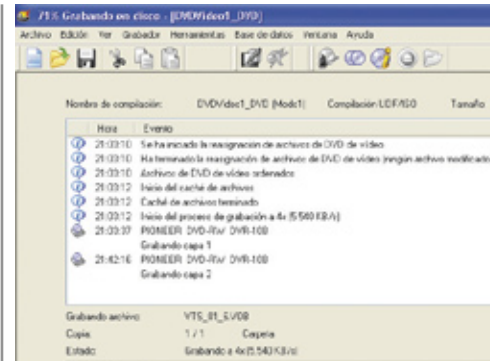 71% Grabando en disco - [DVDVideo1_DVD]
Archivo Edición Ver Grabador Herramientas Base de datos Ventana Ayuda
Nombre de compilación: DVDVideo1_DVD (Mode1) Compilación UDF/ISO Tamaño
Hora Evento
21:03:10 Se ha iniciado la reasignación de archivos de DVD de vídeo
21:03:10 Ha terminado la reasignación de archivos de DVD de vídeo (ningún archivo modificado
21:03:10 Archivos de DVD de vídeo ordenados
21:03:12 Inicio del caché de archivos
21:03:12 Caché de archivos terminado
21:03:12 Inicio del proceso de grabación a 4x (5.540 KB/s)
21:03:37 PIONEER DVD-RW DVR-108
Grabando capa 1
21:42:16 PIONEER DVD-RW DVR-108
Grabando capa 2
Grabando archivo: VTS_01_5.VOB
Copia: 1 / 1 Carpeta
Estado: Grabando a 4x (5.540 KB/s)